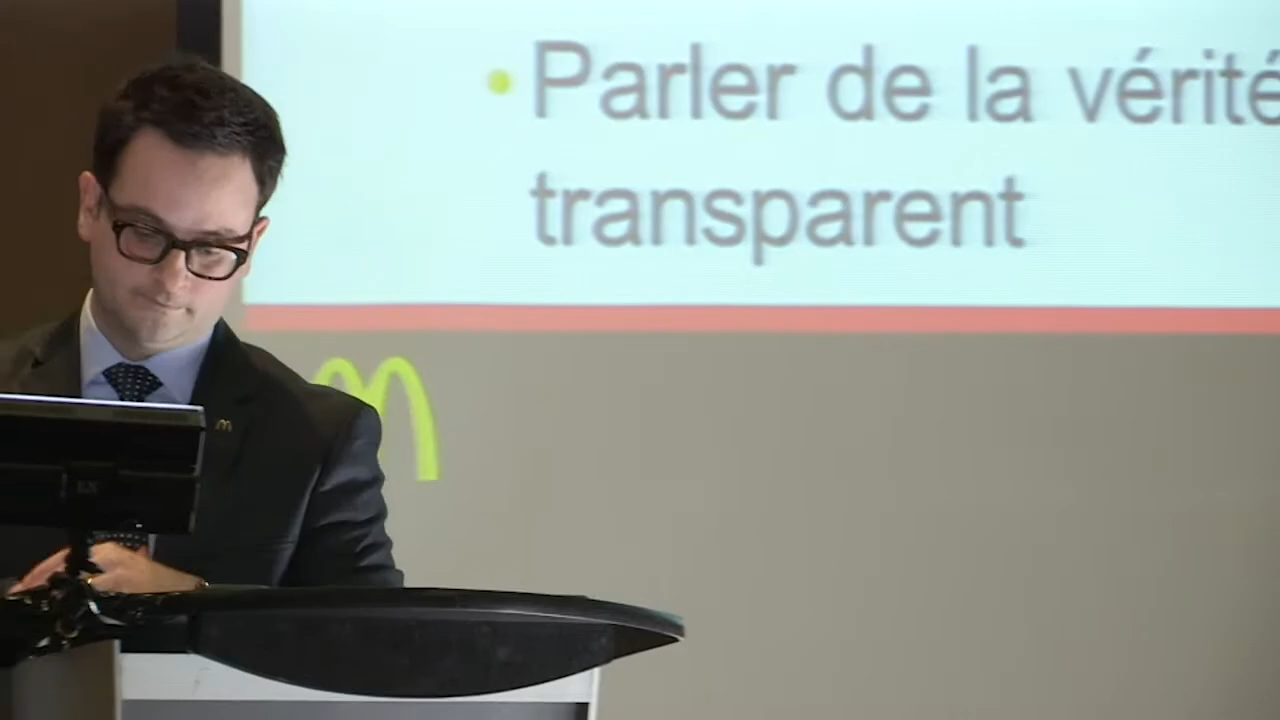 • Parler de la vérité
transparent